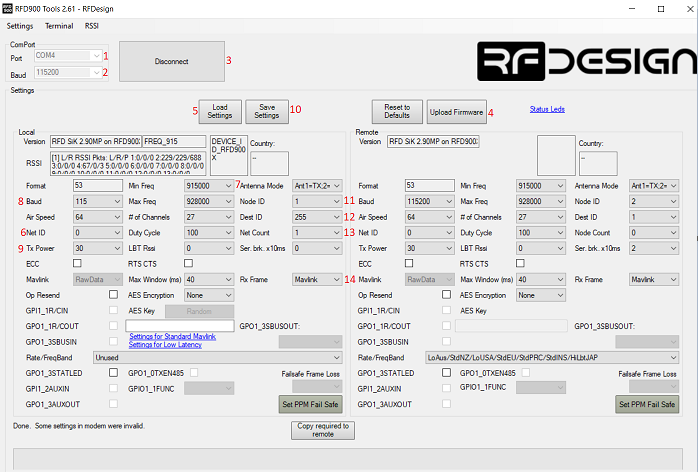 RFD900 Tools 2.61 - RFDesign
Settings Terminal RSSI
ComPort
Port COM4 1
Baud 115200 2
Disconnect 3
RFDESIGN
Settings
5 Load Settings Save Settings 10 Reset to Defaults Upload Firmware 4 Status Leds
Local
Version RFD SiK 2.90MP on RFD900 FREQ_915 DEVICE_ID_RFD900X Country: --
RSSI [1] L/R RSSI Pkts: L/R/P 1:0/0/0 2:229/229/688
3:0/0/0 4:67/0/3 5:0/0/0 6:0/0/0 7:0/0/0 8:0/0/0
Format 53 Min Freq 915000 7 Antenna Mode Ant1=TX;2=
8 Baud 115 Max Freq 928000 Node ID 1 11
Air Speed 64 # of Channels 27 Dest ID 255 12
6 Net ID 0 Duty Cycle 100 Net Count 1 13
9 Tx Power 30 LBT Rssi 0 Ser. brk. x10ms 0
ECC RTS CTS
Mavlink RawData Max Window (ms) 40 Rx Frame Mavlink 14
Op Resend AES Encryption None
GPI1_1R/CIN AES Key Random
GPO1_1R/COUT GPO1_3SBUSOUT:
Settings for Standard Mavlink
GPO1_3SBUSIN Settings for Low Latency
Rate/FreqBand Unused
GPO1_3STATLED GPO1_0TXEN485 Failsafe Frame Loss
GPI1_2AUXIN GPIO1_1FUNC
GPO1_3AUXOUT Set PPM Fail Safe
Remote
Version RFD SiK 2.90MP on RFD900 Country: --
RSSI
Format 53 Min Freq 915000 Antenna Mode Ant1=TX;2=
Baud 115200 Max Freq 928000 Node ID 2
Air Speed 64 # of Channels 27 Dest ID 1
Net ID 0 Duty Cycle 100 Node Count 0
Tx Power 30 LBT Rssi 0 Ser. brk. x10ms 2
ECC RTS CTS
Mavlink RawData Max Window (ms) 40 Rx Frame Mavlink
Op Resend AES Encryption None
GPI1_1R/CIN AES Key
GPO1_1R/COUT GPO1_3SBUSOUT:
GPO1_3SBUSIN
Rate/FreqBand LoAus/StdNZ/LoUSA/StdEU/StdPRC/StdINS/HiLbtJAP
GPO1_3STATLED GPO1_0TXEN485 Failsafe Frame Loss
GPI1_2AUXIN GPIO1_1FUNC
GPO1_3AUXOUT Set PPM Fail Safe
Done. Some settings in modem were invalid.
Copy required to remote